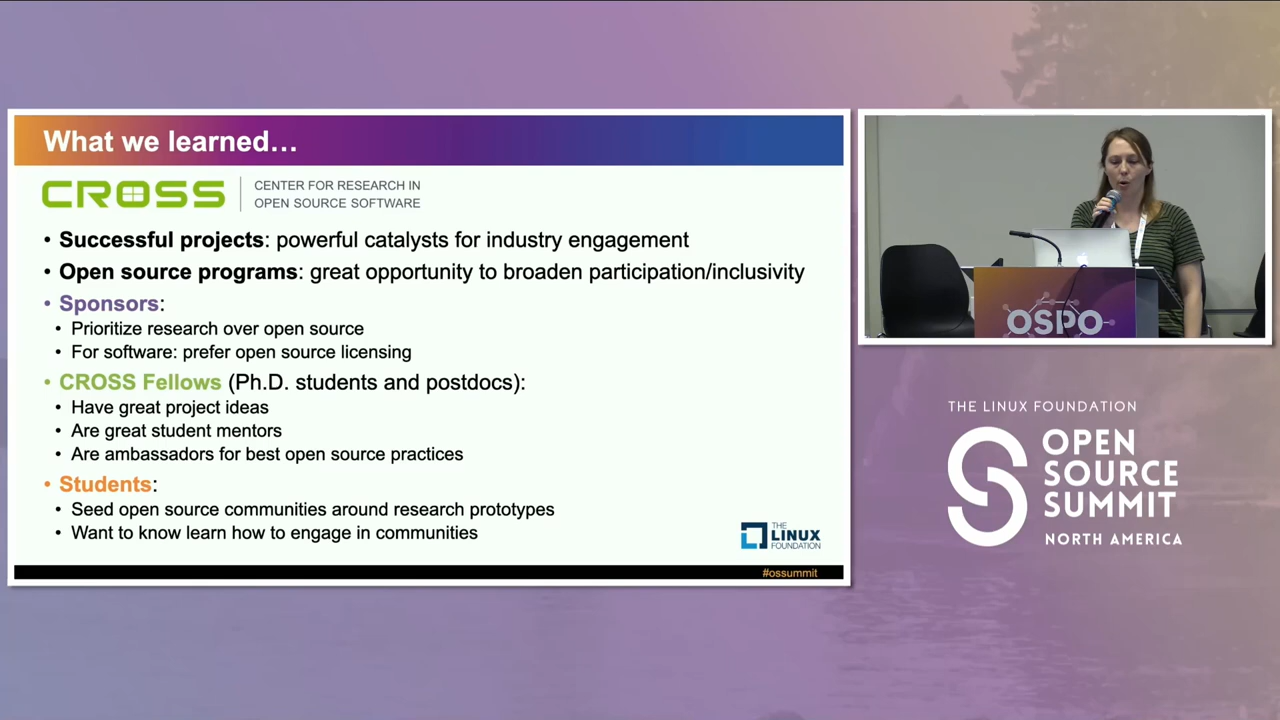 What we learned...
CROSS
CENTER FOR RESEARCH IN
OPEN SOURCE SOFTWARE
• Successful projects: powerful catalysts for industry engagement
• Open source programs: great opportunity to broaden participation/inclusivity
• Sponsors:
• Prioritize research over open source
• For software: prefer open source licensing
• CROSS Fellows (Ph.D. students and postdocs):
• Have great project ideas
• Are great student mentors
• Are ambassadors for best open source practices
• Students:
• Seed open source communities around research prototypes
• Want to know learn how to engage in communities
THE
LINUX
FOUNDATION
#ossummit
OSPO
THE LINUX FOUNDATION
OPEN
SOURCE
SUMMIT
NORTH AMERICA